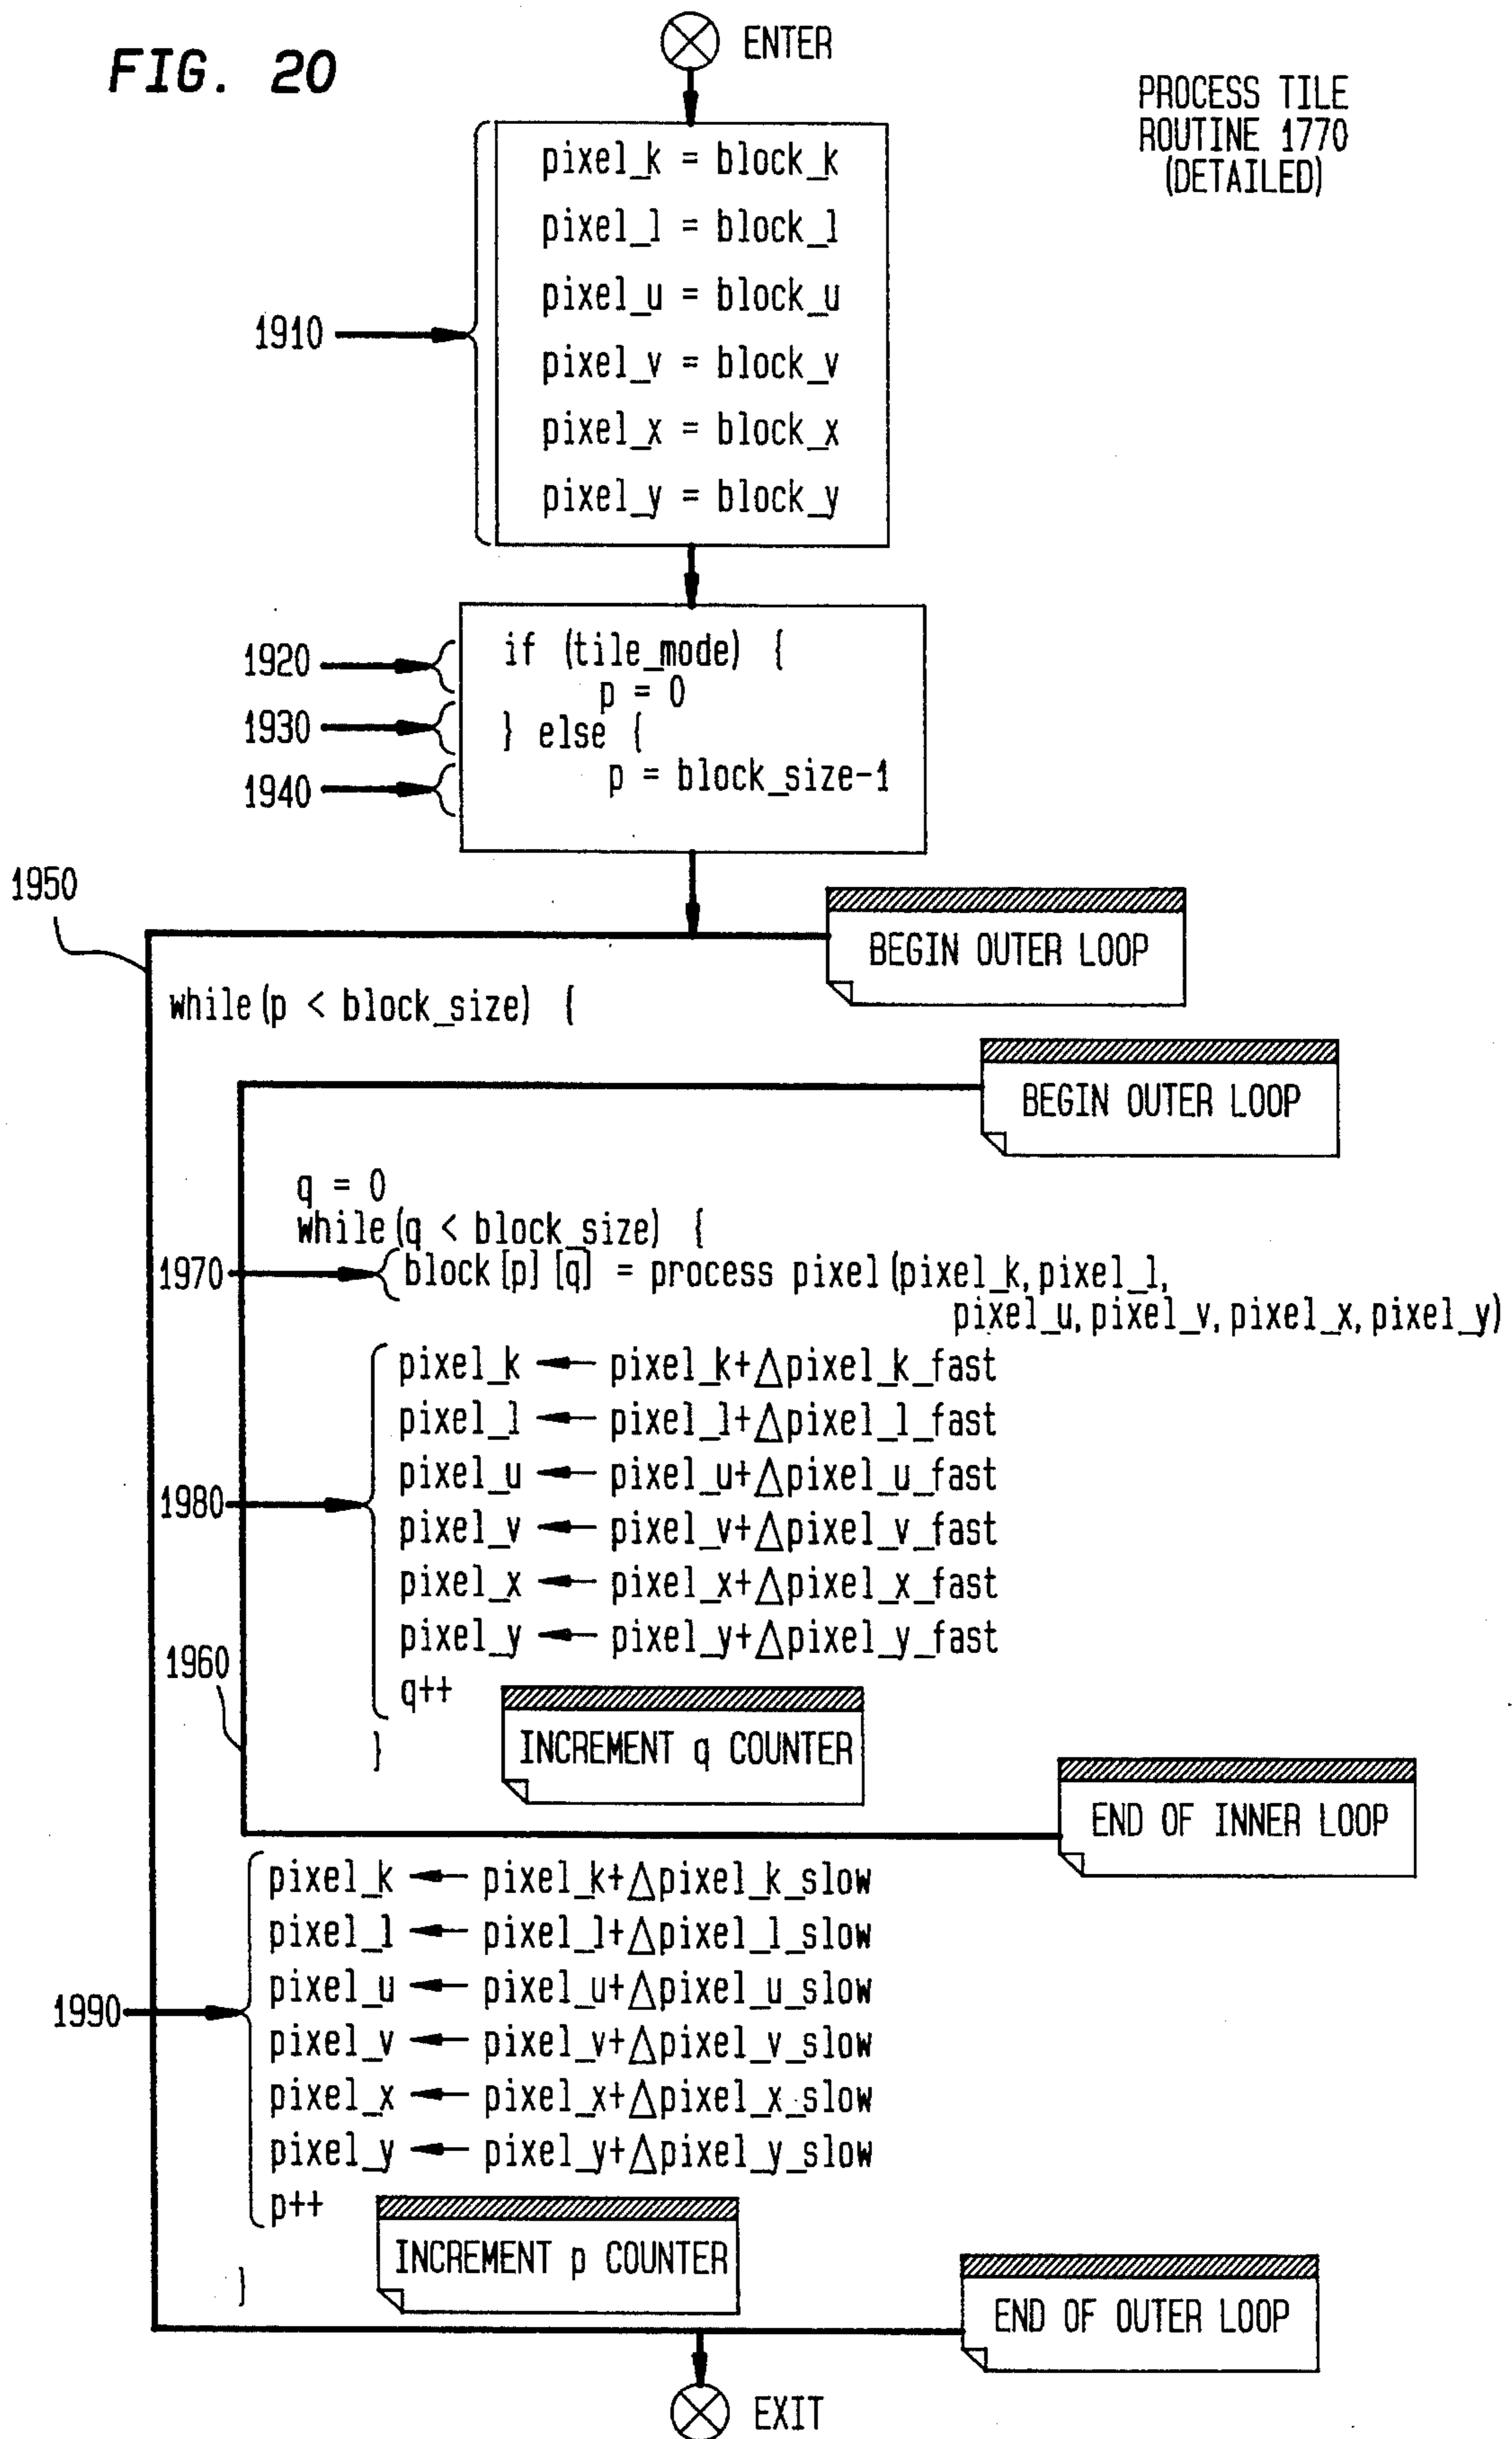 FIG. 20
ENTER
PROCESS TILE
ROUTINE 1770
(DETAILED)
pixel_k = block_k
pixel_l = block_l
pixel_u = block_u
1910
pixel_v = block_v
pixel_x = block_x
pixel_y = block_y
1920
if (tile_mode) {
p = 0
1930
} else {
1940
p = block_size-1
1950
BEGIN OUTER LOOP
while(p < block_size) {
BEGIN OUTER LOOP
q = 0
while(q < block_size) {
1970
block[p][q] = process pixel(pixel_k, pixel_l,
pixel_u, pixel_v, pixel_x, pixel_y)
pixel_k ← pixel_k+Δpixel_k_fast
pixel_l ← pixel_l+Δpixel_l_fast
pixel_u ← pixel_u+Δpixel_u_fast
1980
pixel_v ← pixel_v+Δpixel_v_fast
pixel_x ← pixel_x+Δpixel_x_fast
pixel_y ← pixel_y+Δpixel_y_fast
1960
q++
INCREMENT q COUNTER
}
END OF INNER LOOP
pixel_k ← pixel_k+Δpixel_k_slow
pixel_l ← pixel_l+Δpixel_l_slow
pixel_u ← pixel_u+Δpixel_u_slow
1990
pixel_v ← pixel_v+Δpixel_v_slow
pixel_x ← pixel_x+Δpixel_x_slow
pixel_y ← pixel_y+Δpixel_y_slow
p++
INCREMENT p COUNTER
}
END OF OUTER LOOP
EXIT